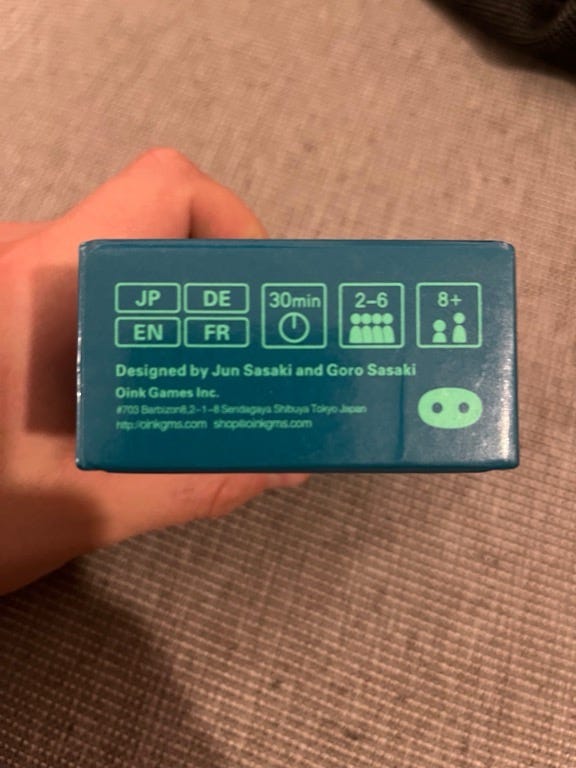 JP DE 30min 2-6 8+
EN FR
Designed by Jun Sasaki and Goro Sasaki
Oink Games Inc.
#703 Barbizon8,2-1-8 Sendagaya Shibuya Tokyo Japan
http://oinkgms.com shop@oinkgms.com